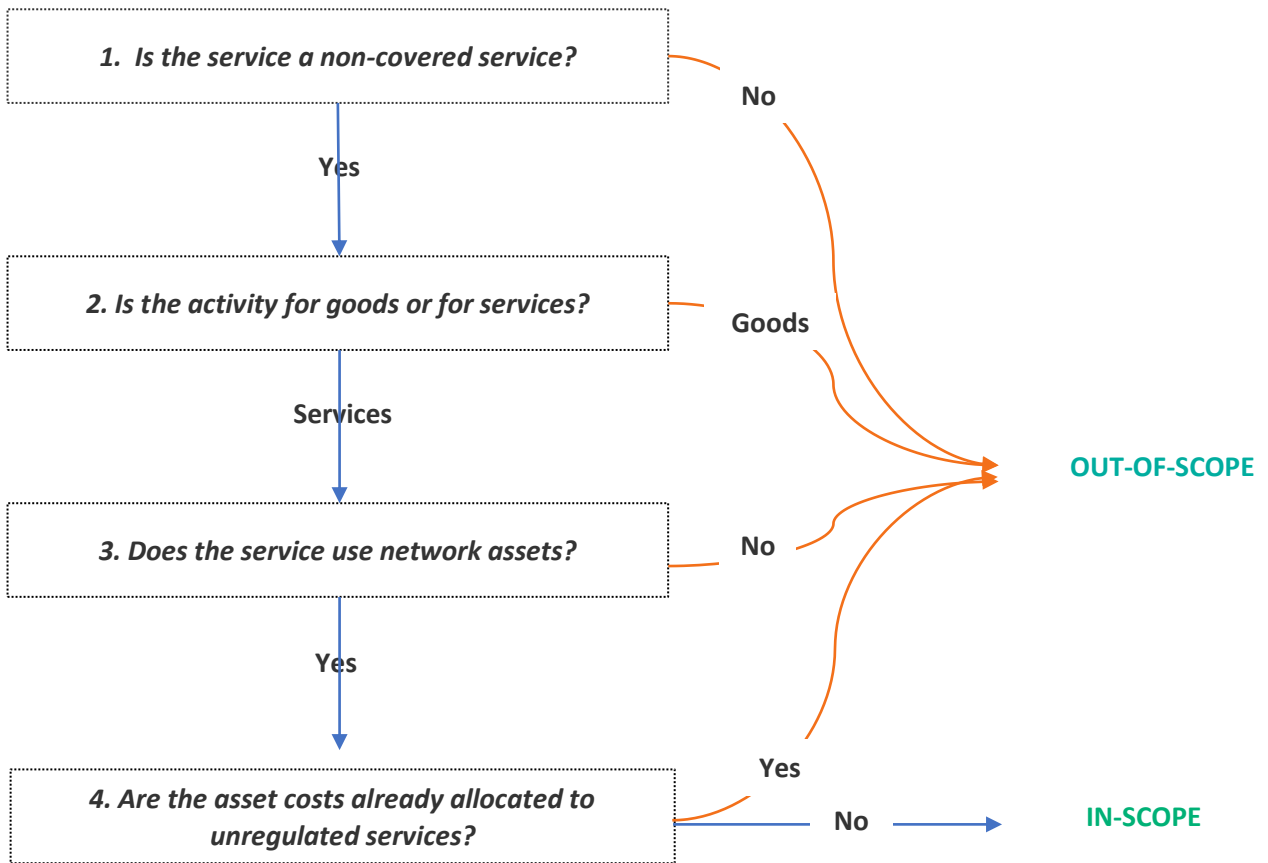 1. Is the service a non-covered service?
No
Yes
2. Is the activity for goods or for services?
Goods
Services
OUT-OF-SCOPE
3. Does the service use network assets?
No
Yes
4. Are the asset costs already allocated to
unregulated services?
Yes
No
IN-SCOPE